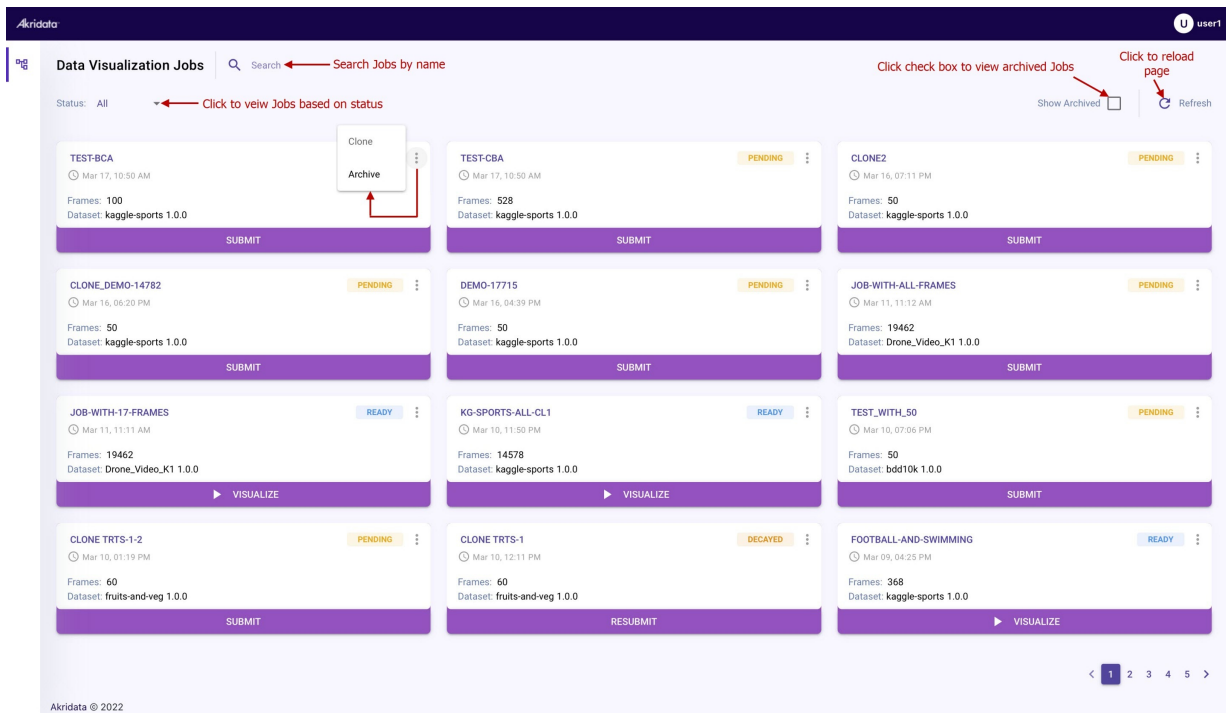 Akridata
U user1
Data Visualization Jobs Search Search Jobs by name
Click check box to view archived Jobs
Click to reload
page
Status: All Click to veiw Jobs based on status
Show Archived Refresh
Clone
Archive
TEST-BCA
Mar 17, 10:50 AM
Frames: 100
Dataset: kaggle-sports 1.0.0
SUBMIT
TEST-CBA PENDING
Mar 17, 10:50 AM
Frames: 528
Dataset: kaggle-sports 1.0.0
SUBMIT
CLONE2 PENDING
Mar 16, 07:11 PM
Frames: 50
Dataset: kaggle-sports 1.0.0
SUBMIT
CLONE_DEMO-14782 PENDING
Mar 16, 06:20 PM
Frames: 50
Dataset: kaggle-sports 1.0.0
SUBMIT
DEMO-17715 PENDING
Mar 16, 04:39 PM
Frames: 50
Dataset: kaggle-sports 1.0.0
SUBMIT
JOB-WITH-ALL-FRAMES PENDING
Mar 11, 11:12 AM
Frames: 19462
Dataset: Drone_Video_K1 1.0.0
SUBMIT
JOB-WITH-17-FRAMES READY
Mar 11, 11:11 AM
Frames: 19462
Dataset: Drone_Video_K1 1.0.0
VISUALIZE
KG-SPORTS-ALL-CL1 READY
Mar 10, 11:50 PM
Frames: 14578
Dataset: kaggle-sports 1.0.0
VISUALIZE
TEST_WITH_50 PENDING
Mar 10, 07:06 PM
Frames: 50
Dataset: bdd10k 1.0.0
SUBMIT
CLONE TRTS-1-2 PENDING
Mar 10, 01:19 PM
Frames: 60
Dataset: fruits-and-veg 1.0.0
SUBMIT
CLONE TRTS-1 DECAYED
Mar 10, 12:11 PM
Frames: 60
Dataset: fruits-and-veg 1.0.0
RESUBMIT
FOOTBALL-AND-SWIMMING READY
Mar 09, 04:25 PM
Frames: 368
Dataset: kaggle-sports 1.0.0
VISUALIZE
< 1 2 3 4 5 >
Akridata © 2022